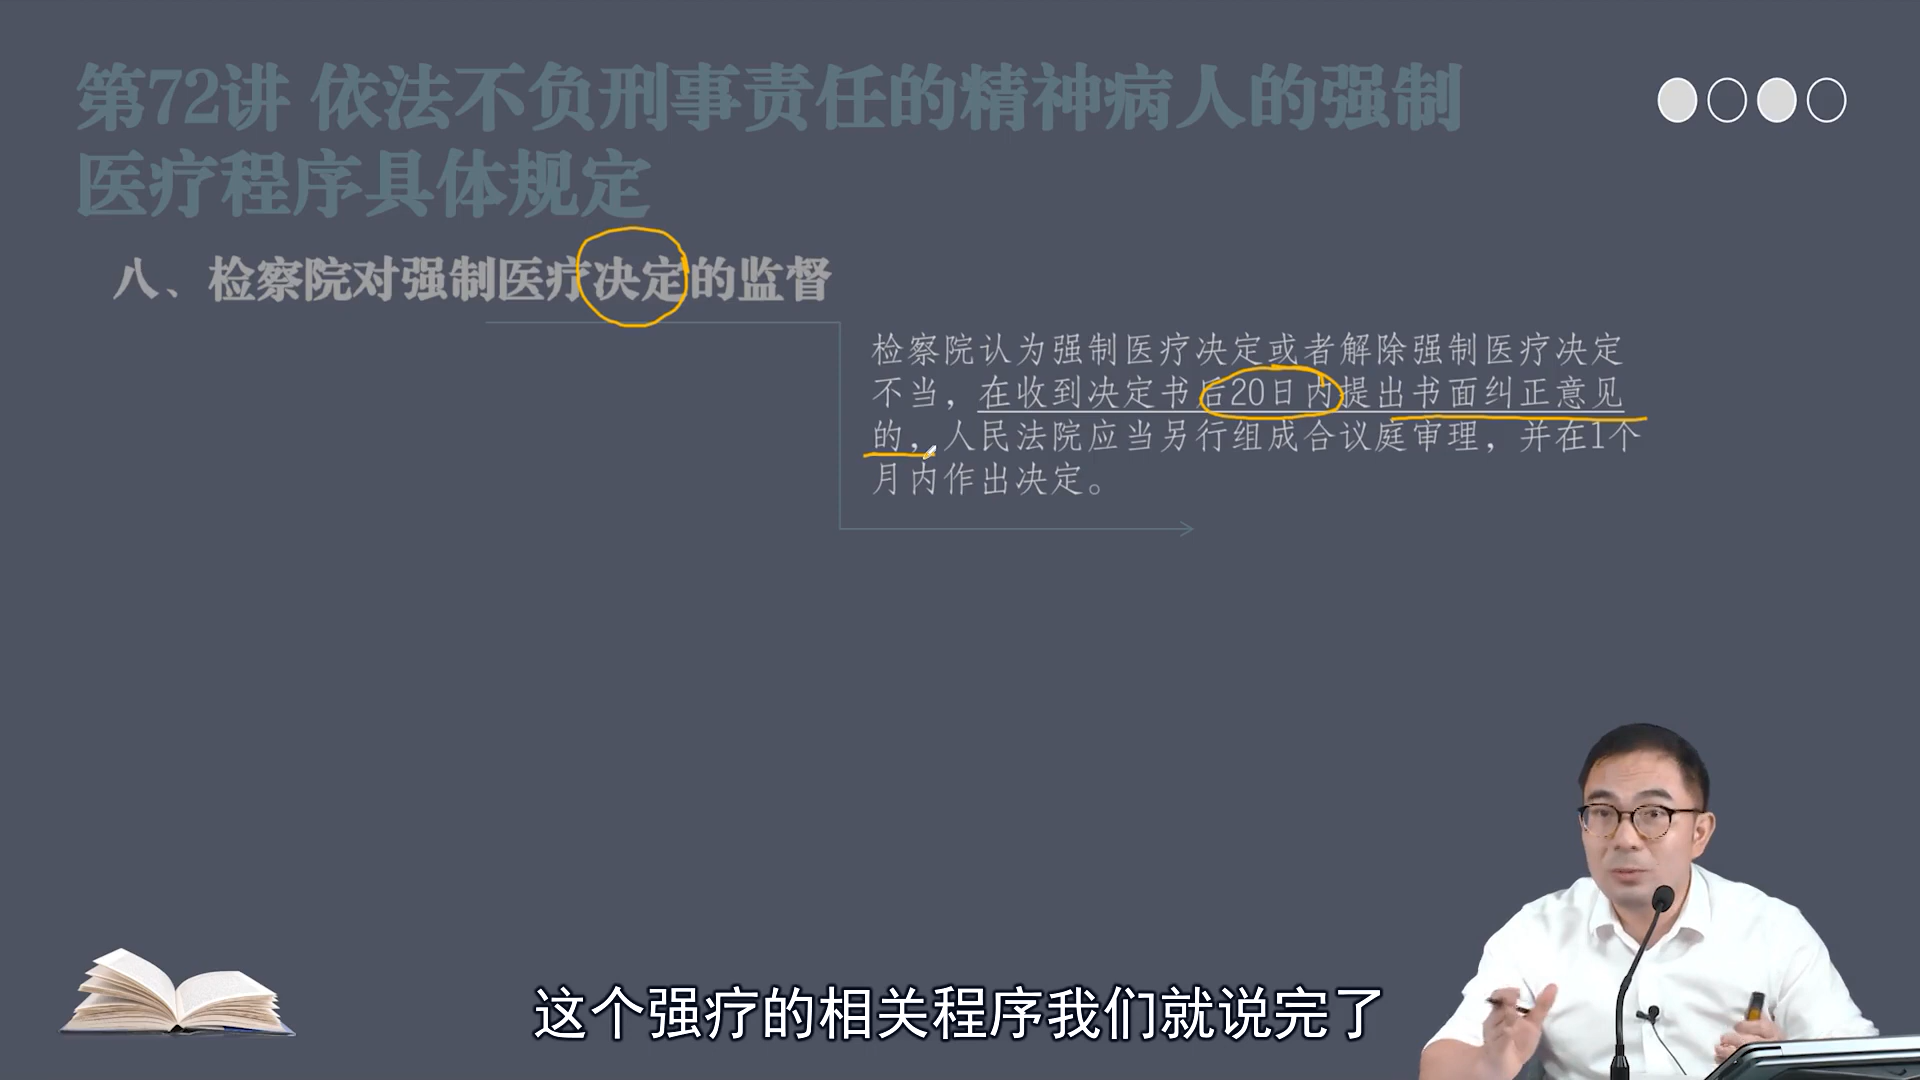 第72讲 依法不负刑事责任的精神病人的强制
医疗程序具体规定
八、检察院对强制医疗决定的监督
检察院认为强制医疗决定或者解除强制医疗决定
不当，在收到决定书后20日内提出书面纠正意见
的，人民法院应当另行组成合议庭审理，并在1个
月内作出决定。
这个强疗的相关程序我们就说完了